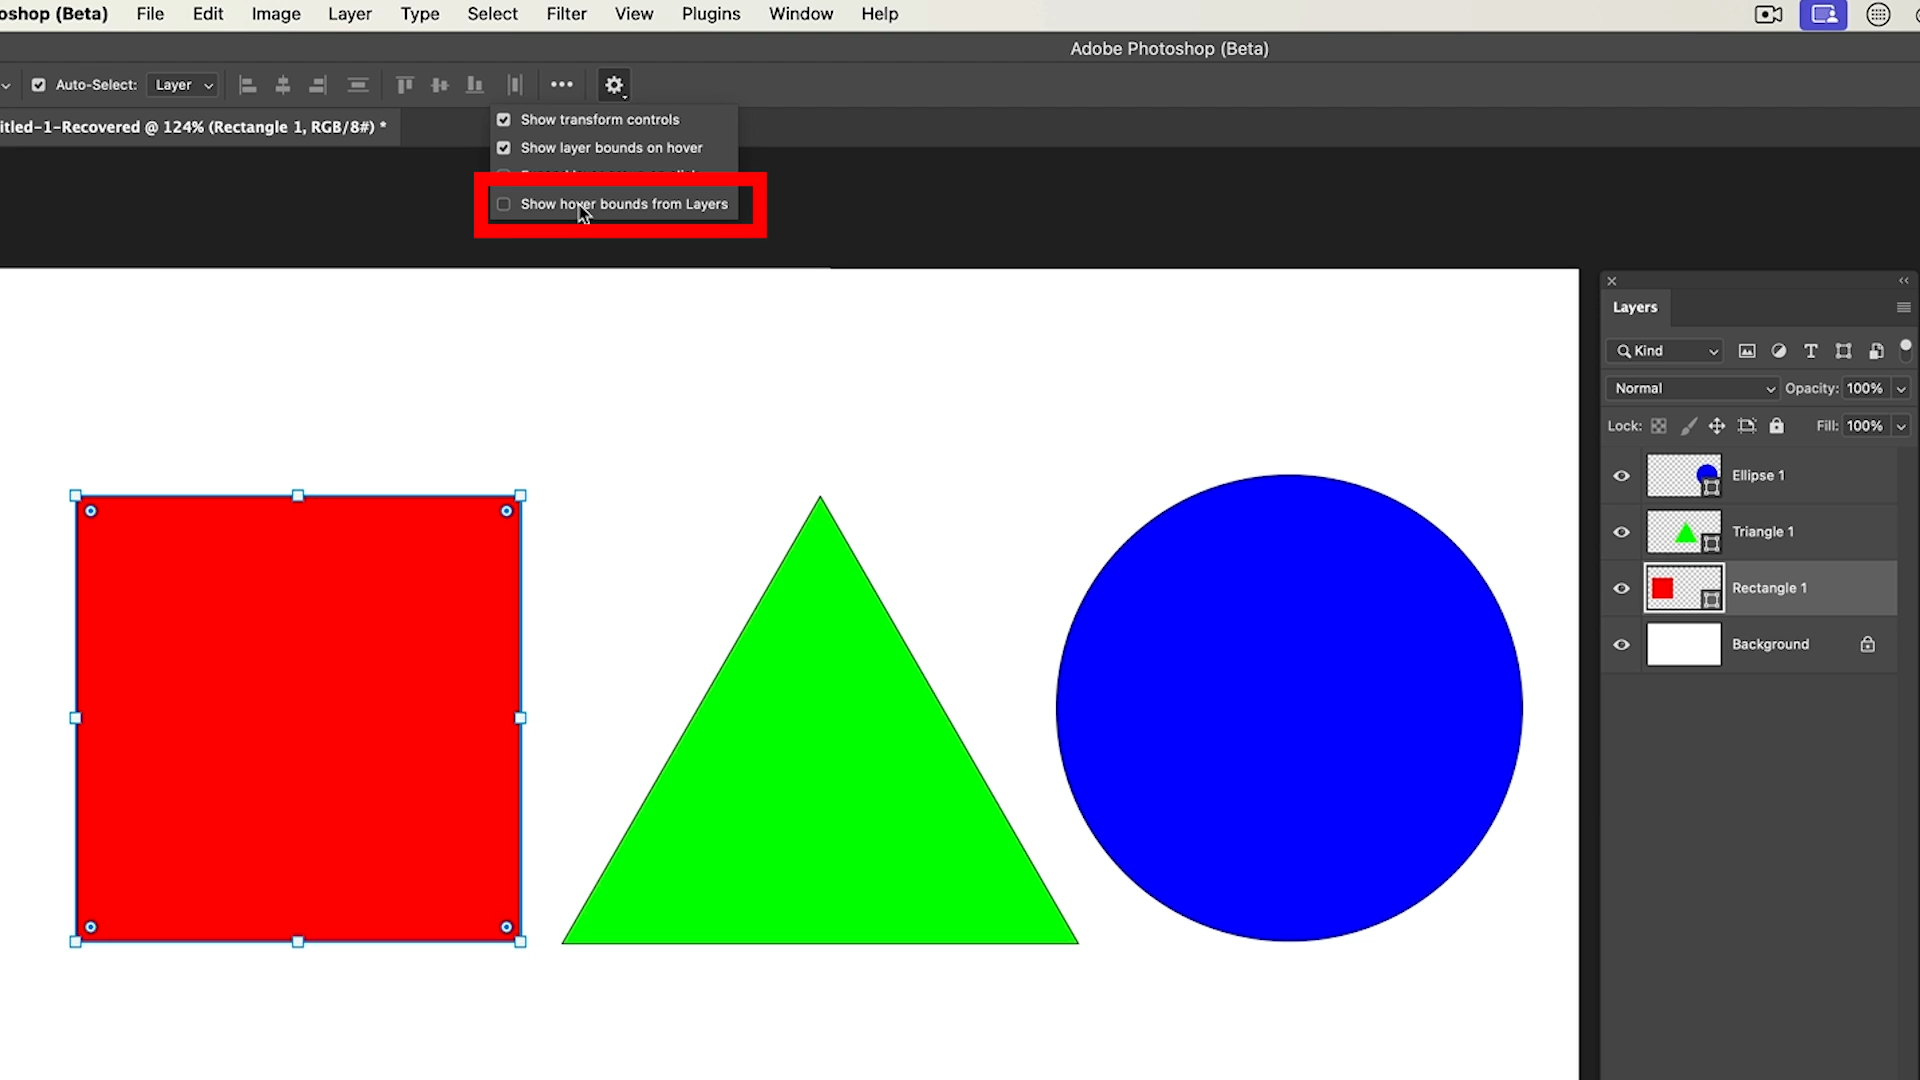 oshop (Beta) File Edit Image Layer Type Select Filter View Plugins Window Help
Adobe Photoshop (Beta)
Auto-Select: Layer
itled-1-Recovered @ 124% (Rectangle 1, RGB/8#) *
Show transform controls
Show layer bounds on hover
Show hover bounds from Layers
Layers
Kind
Normal Opacity: 100%
Lock: Fill: 100%
Ellipse 1
Triangle 1
Rectangle 1
Background